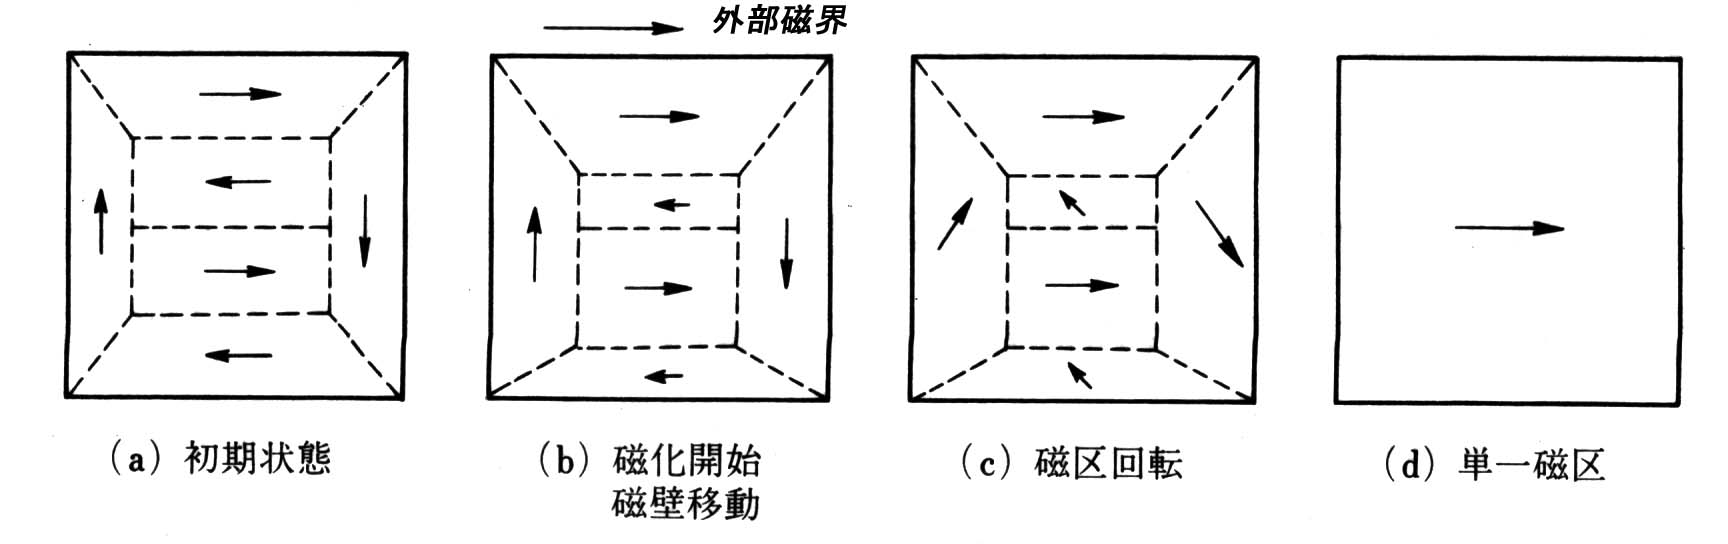 外部磁界
(a) 初期状態
(b) 磁化開始
磁壁移動
(c) 磁区回転
(d) 単一磁区